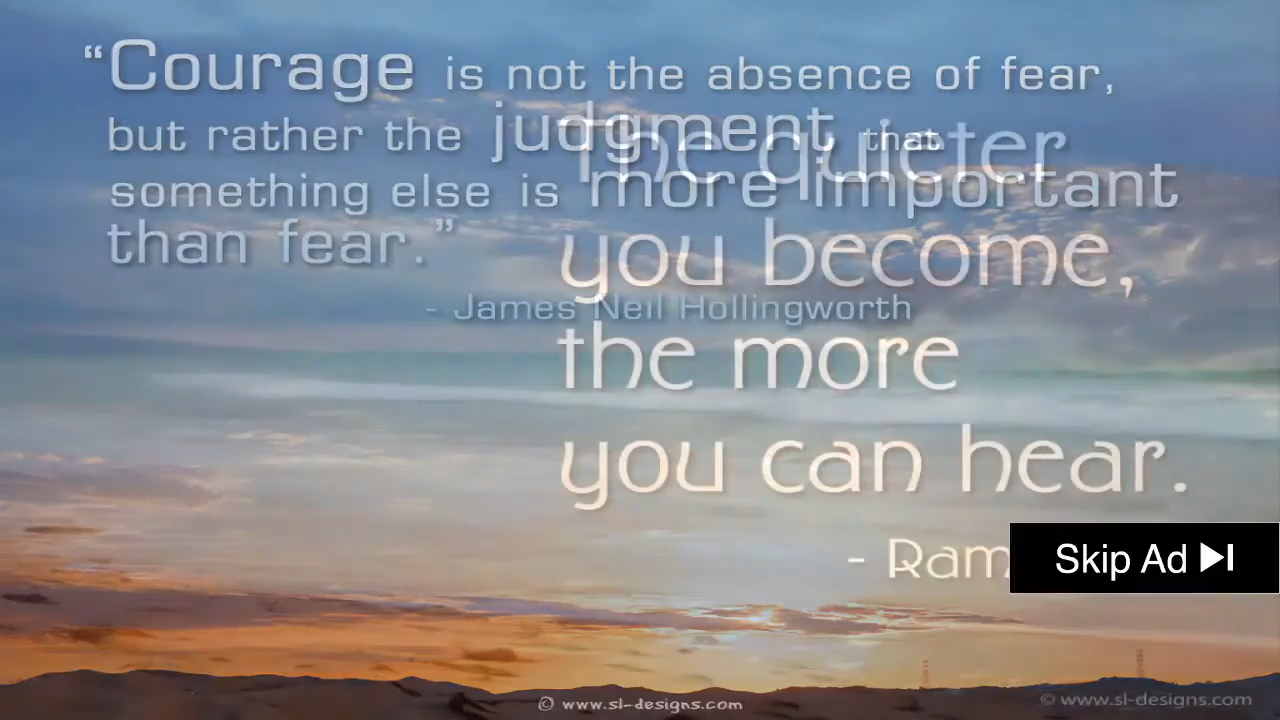 “Courage is not the absence of fear,
but rather the judgment that
something else is more important
than fear.”
- James Neil Hollingworth
The quieter
you become,
the more
you can hear.
-
Skip Ad
© www.sl-designs.com
© www.sl-designs.com